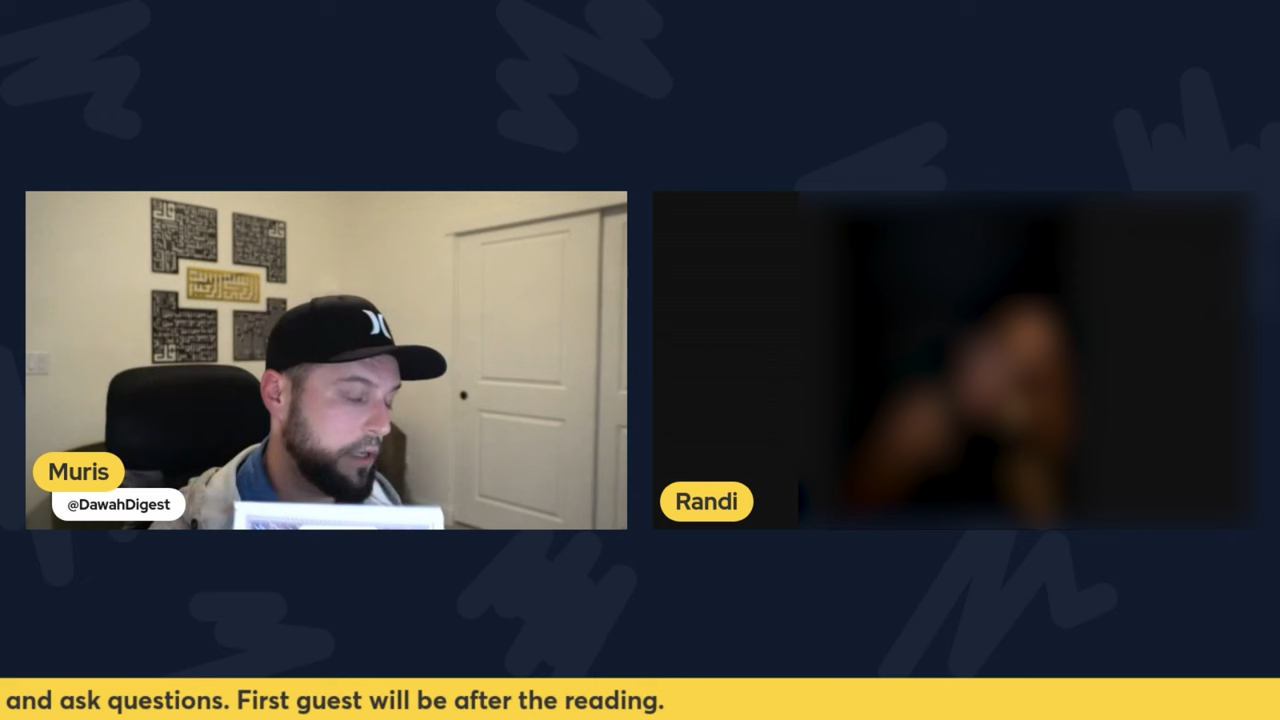 Muris
@DawahDigest
Randi
and ask questions. First guest will be after the reading.